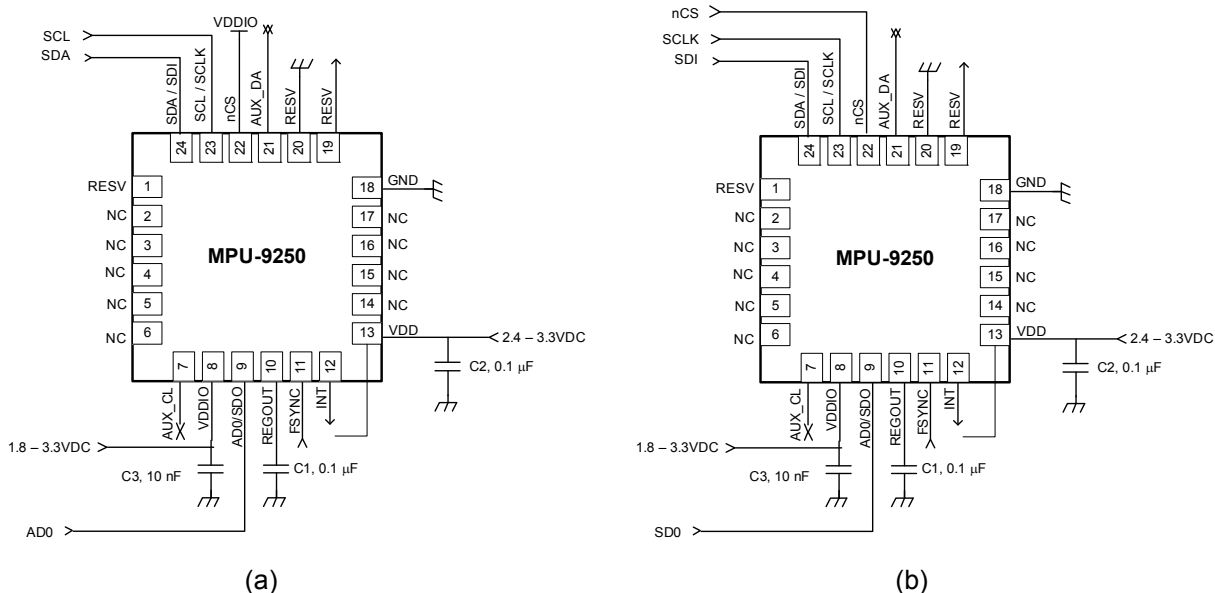 SCL
SDA
VDDIO
SDA / SDI
SCL / SCLK
nCS
AUX_DA
RESV
RESV
24
23
22
21
20
19
RESV
1
NC
2
NC
3
NC
4
NC
5
NC
6
MPU-9250
18
GND
17
NC
16
NC
15
NC
14
NC
13
VDD
2.4 – 3.3VDC
C2, 0.1 µF
7
8
9
10
11
12
AUX_CL
VDDIO
AD0/SDO
REGOUT
FSYNC
INT
1.8 – 3.3VDC
C3, 10 nF
C1, 0.1 µF
AD0
(a)
nCS
SCLK
SDI
SDA / SDI
SCL / SCLK
nCS
AUX_DA
RESV
RESV
24
23
22
21
20
19
RESV
1
NC
2
NC
3
NC
4
NC
5
NC
6
MPU-9250
18
GND
17
NC
16
NC
15
NC
14
NC
13
VDD
2.4 – 3.3VDC
C2, 0.1 µF
7
8
9
10
11
12
AUX_CL
VDDIO
AD0/SDO
REGOUT
FSYNC
INT
1.8 – 3.3VDC
C3, 10 nF
C1, 0.1 µF
SD0
(b)